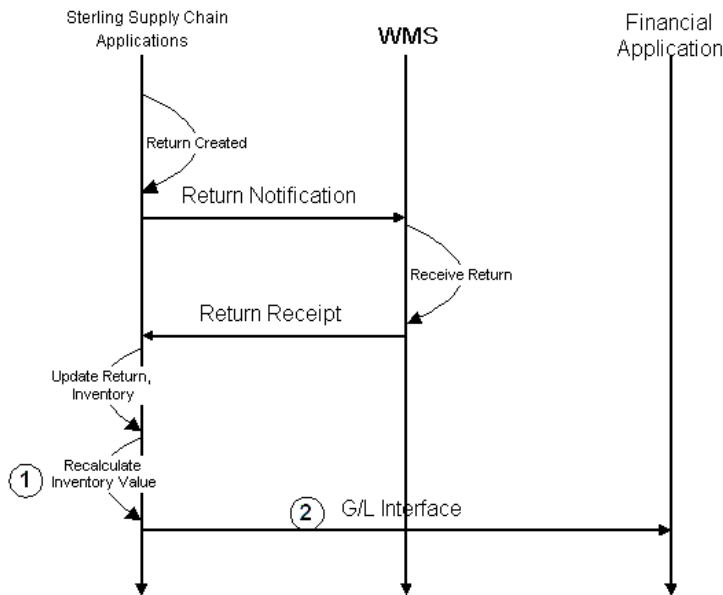 Sterling Supply Chain
Applications
WMS
Financial
Application
Return Created
Return Notification
Receive Return
Return Receipt
Update Return,
Inventory
1
Recalculate
Inventory Value
2
G/L Interface